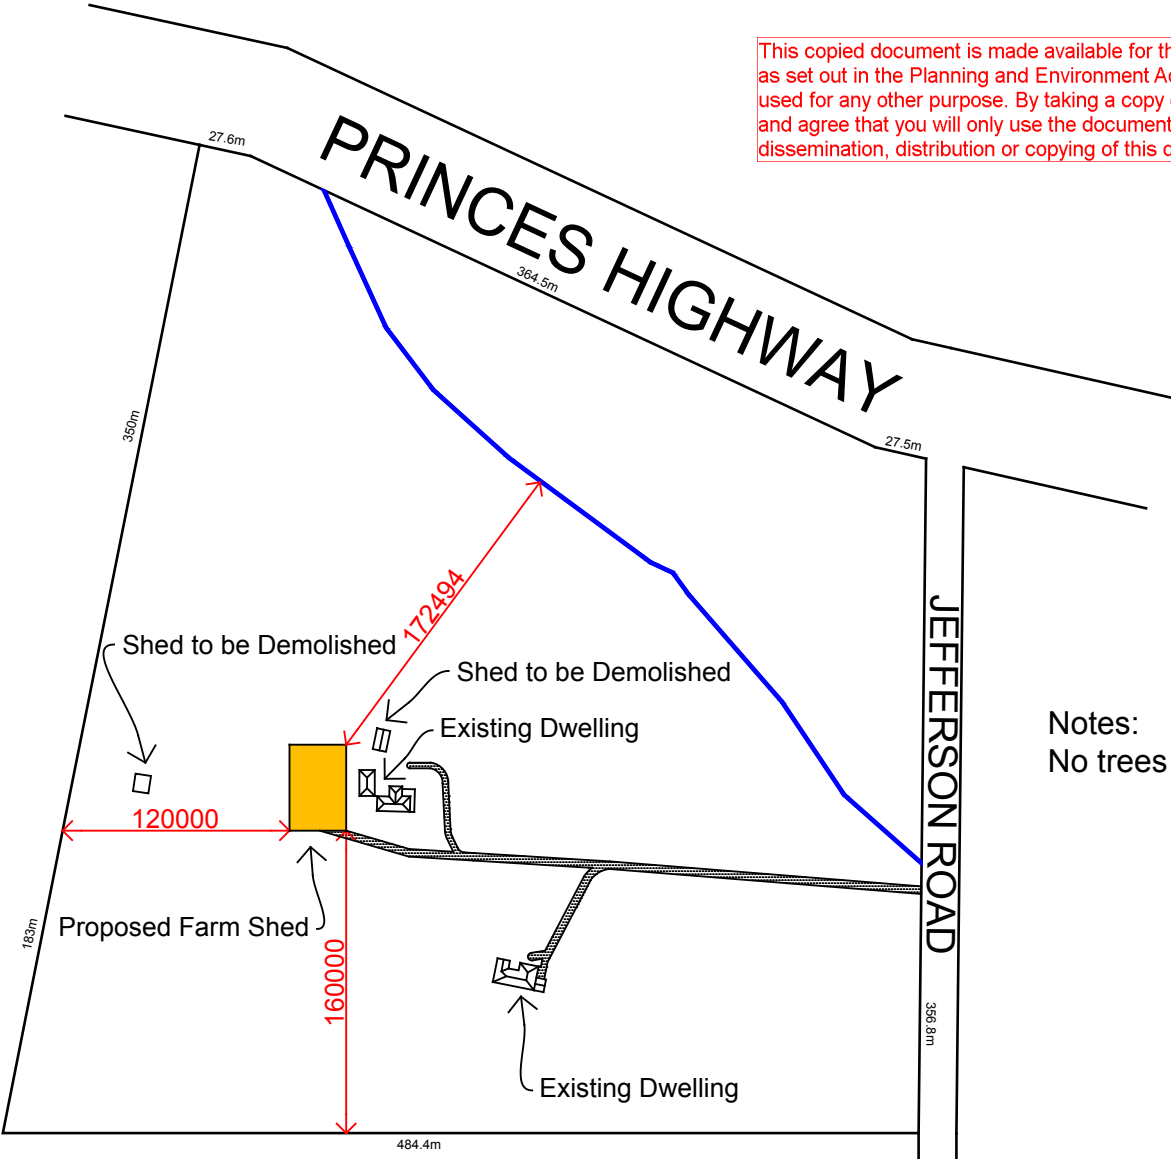 This copied document is made available for th
as set out in the Planning and Environment Ac
used for any other purpose. By taking a copy
and agree that you will only use the document
dissemination, distribution or copying of this d
27.6m
PRINCES HIGHWAY
364.5m
27.5m
350m
172494
JEFFERSON ROAD
Shed to be Demolished
Shed to be Demolished
Existing Dwelling
Notes:
No trees
120000
Proposed Farm Shed
183m
160000
356.8m
Existing Dwelling
484.4m